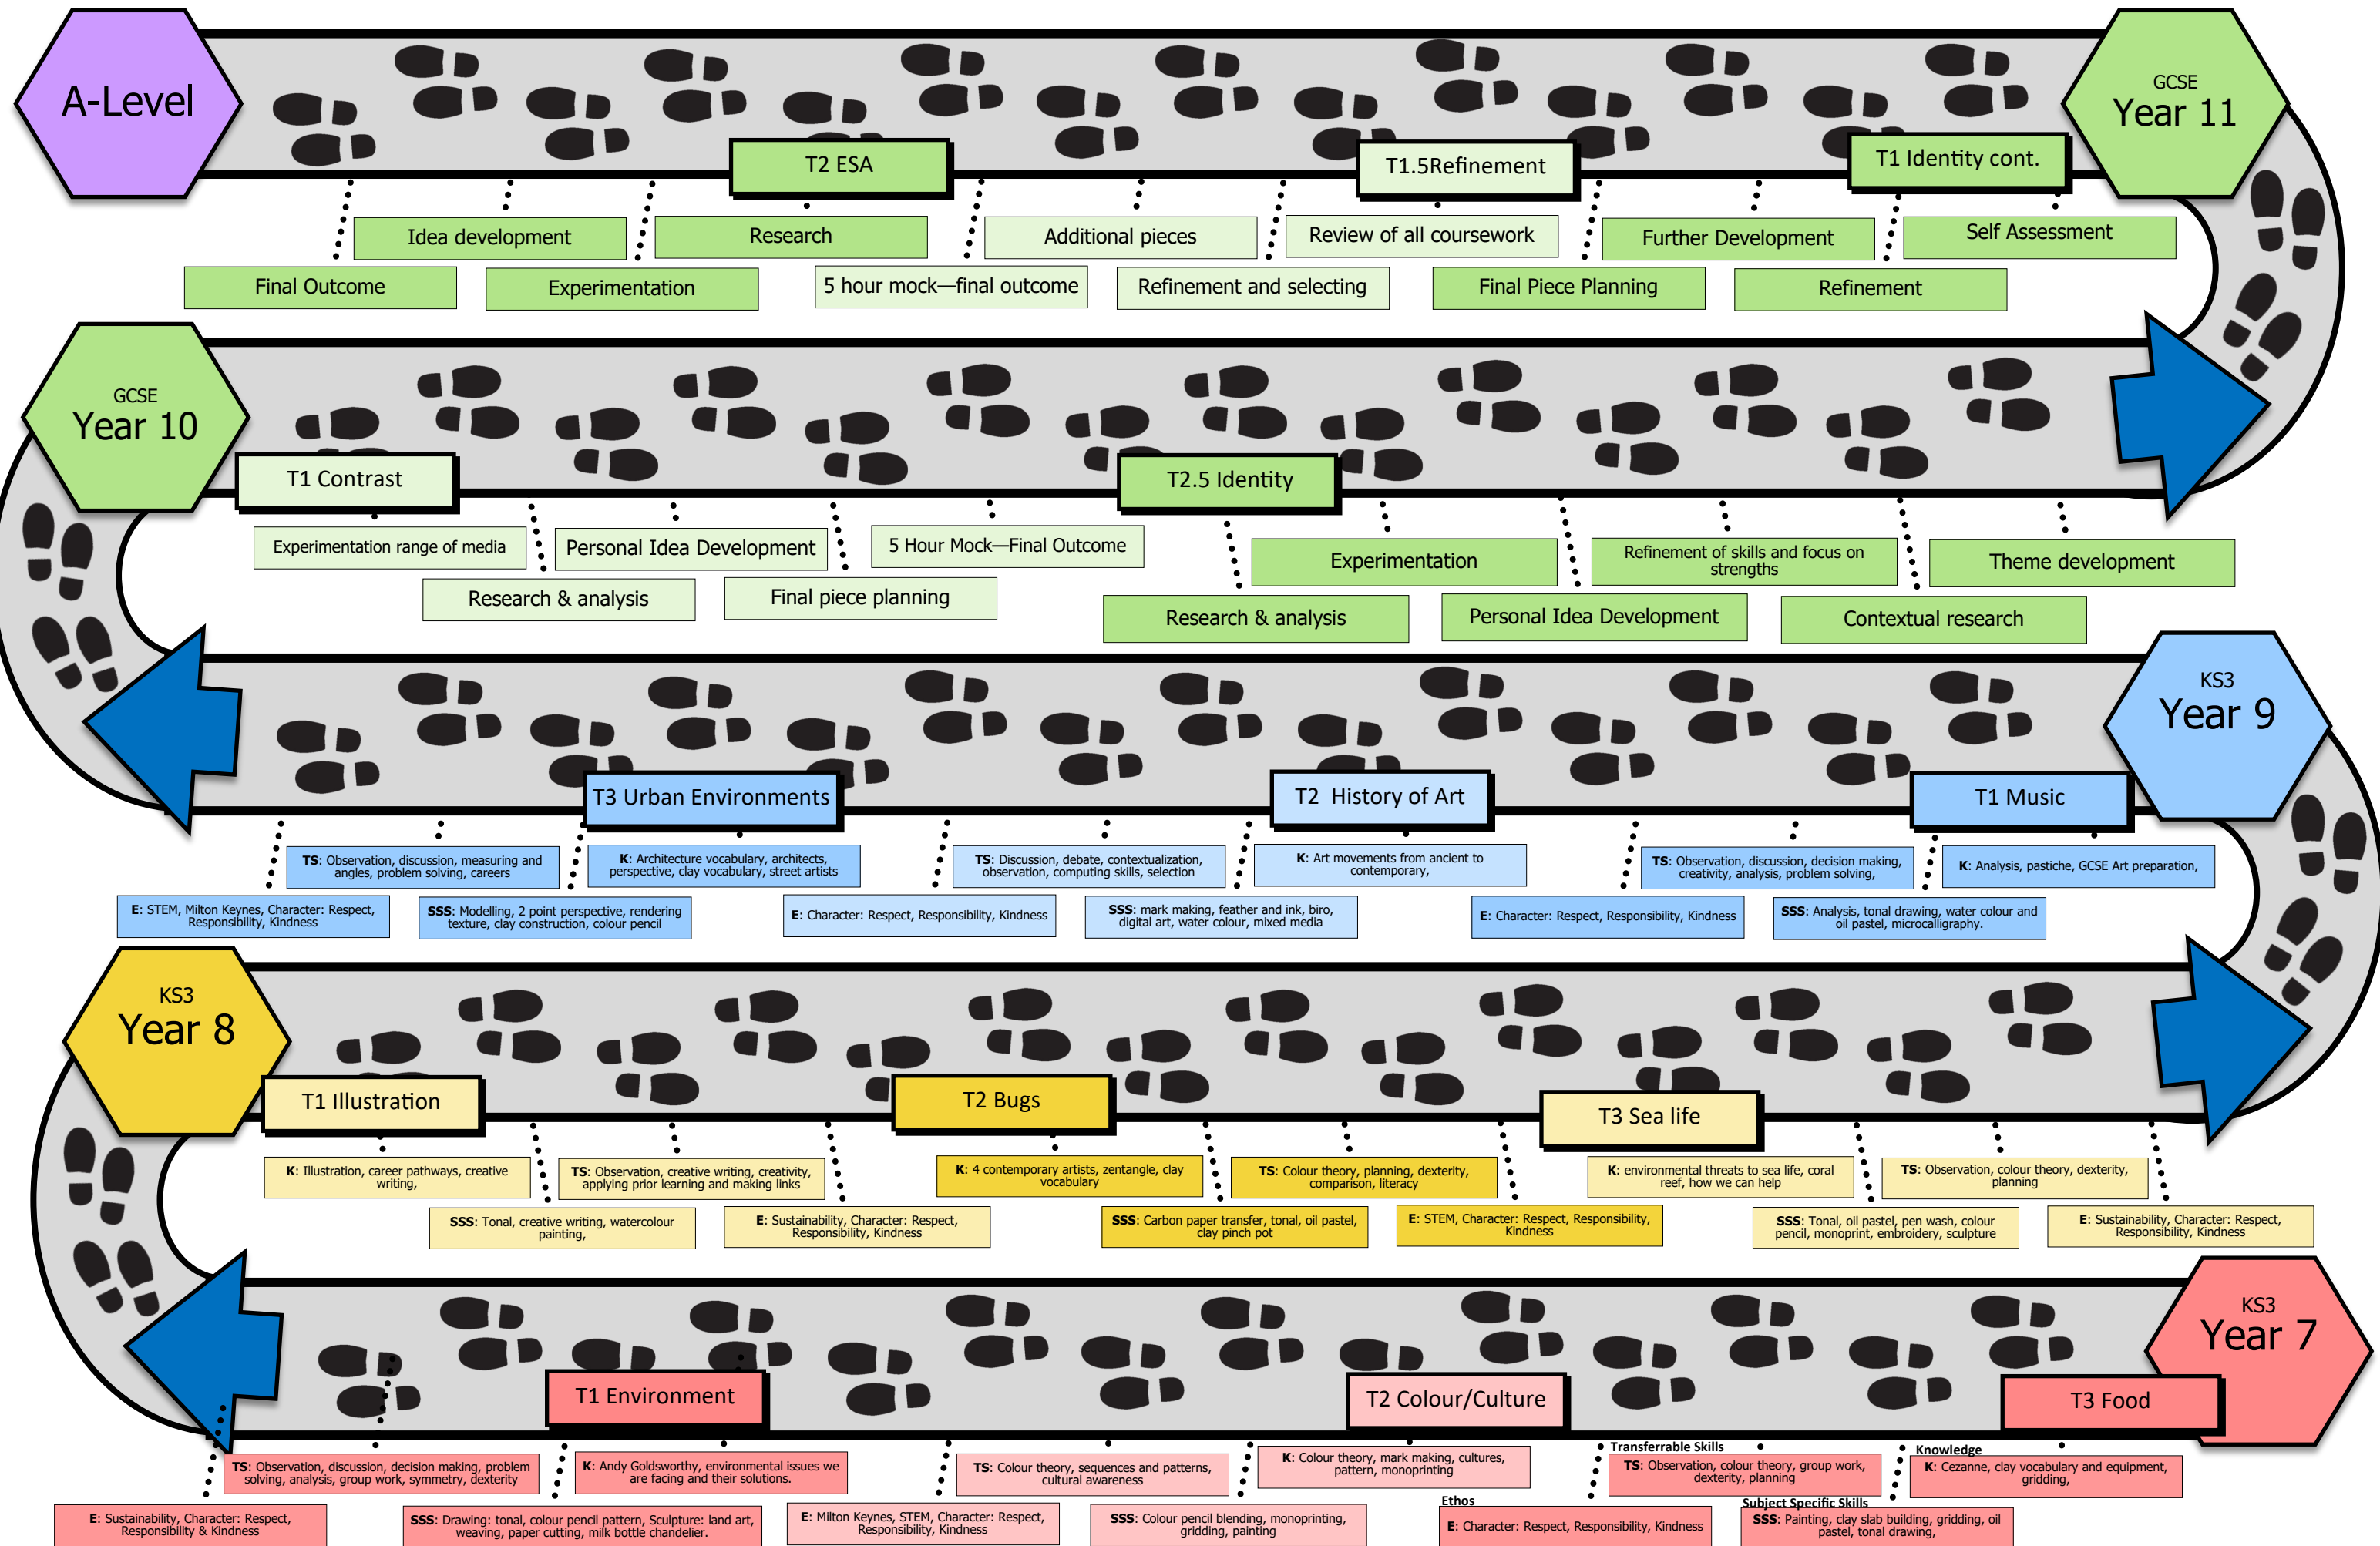 A-Level
GCSE
Year 11
T2 ESA
T1.5Refinement
T1 Identity cont.
Idea development
Research
Additional pieces
Review of all coursework
Further Development
Self Assessment
Final Outcome
Experimentation
5 hour mock—final outcome
Refinement and selecting
Final Piece Planning
Refinement
GCSE
Year 10
T1 Contrast
T2.5 Identity
Experimentation range of media
Personal Idea Development
5 Hour Mock—Final Outcome
Experimentation
Refinement of skills and focus on
strengths
Theme development
Research & analysis
Final piece planning
Research & analysis
Personal Idea Development
Contextual research
KS3
Year 9
T3 Urban Environments
T2 History of Art
T1 Music
TS: Observation, discussion, measuring and
angles, problem solving, careers
K: Architecture vocabulary, architects,
perspective, clay vocabulary, street artists
TS: Discussion, debate, contextualization,
observation, computing skills, selection
K: Art movements from ancient to
contemporary,
TS: Observation, discussion, decision making,
creativity, analysis, problem solving,
K: Analysis, pastiche, GCSE Art preparation,
E: STEM, Milton Keynes, Character: Respect,
Responsibility, Kindness
SSS: Modelling, 2 point perspective, rendering
texture, clay construction, colour pencil
E: Character: Respect, Responsibility, Kindness
SSS: mark making, feather and ink, biro,
digital art, water colour, mixed media
E: Character: Respect, Responsibility, Kindness
SSS: Analysis, tonal drawing, water colour and
oil pastel, microcalligraphy.
KS3
Year 8
T1 Illustration
T2 Bugs
T3 Sea life
K: Illustration, career pathways, creative
writing,
TS: Observation, creative writing, creativity,
applying prior learning and making links
K: 4 contemporary artists, zentangle, clay
vocabulary
TS: Colour theory, planning, dexterity,
comparison, literacy
K: environmental threats to sea life, coral
reef, how we can help
TS: Observation, colour theory, dexterity,
planning
SSS: Tonal, creative writing, watercolour
painting,
E: Sustainability, Character: Respect,
Responsibility, Kindness
SSS: Carbon paper transfer, tonal, oil pastel,
clay pinch pot
E: STEM, Character: Respect, Responsibility,
Kindness
SSS: Tonal, oil pastel, pen wash, colour
pencil, monoprint, embroidery, sculpture
E: Sustainability, Character: Respect,
Responsibility, Kindness
KS3
Year 7
T1 Environment
T2 Colour/Culture
T3 Food
TS: Observation, discussion, decision making, problem
solving, analysis, group work, symmetry, dexterity
K: Andy Goldsworthy, environmental issues we
are facing and their solutions.
TS: Colour theory, sequences and patterns,
cultural awareness
K: Colour theory, mark making, cultures,
pattern, monoprinting
Transferrable Skills
TS: Observation, colour theory, group work,
dexterity, planning
Knowledge
K: Cezanne, clay vocabulary and equipment,
gridding,
E: Sustainability, Character: Respect,
Responsibility & Kindness
SSS: Drawing: tonal, colour pencil pattern, Sculpture: land art,
weaving, paper cutting, milk bottle chandelier.
E: Milton Keynes, STEM, Character: Respect,
Responsibility, Kindness
SSS: Colour pencil blending, monoprinting,
gridding, painting
Ethos
E: Character: Respect, Responsibility, Kindness
Subject Specific Skills
SSS: Painting, clay slab building, gridding, oil
pastel, tonal drawing,